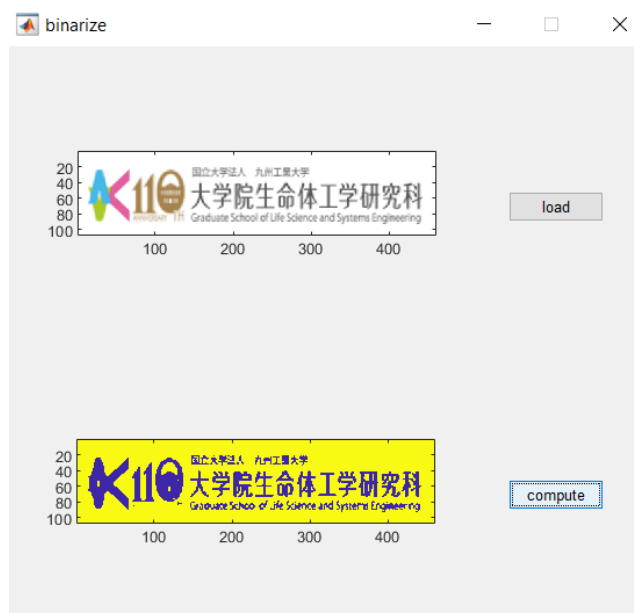 binarize
20
40
60
80
100
国立大学法人 九州工業大学
110
大学院生命体工学研究科
ANNIVERSARY TH
Graduate School of Life Science and Systems Engineering
100 200 300 400
load
20
40
60
80
100
国立大学法人 九州工業大学
110
大学院生命体工学研究科
Graduate School of Life Science and Systems Engineering
100 200 300 400
compute